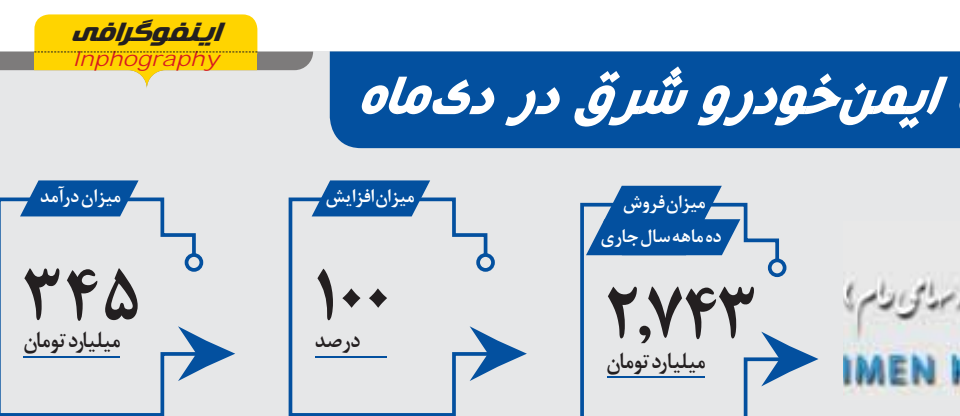 اینفوگرافی
Inphography
ایمن‌خودرو شرق در دی‌ماه
میزان فروش
ده ماهه سال جاری
۲,۷۴۳
میلیارد تومان
میزان افزایش
۱۰۰
درصد
میزان درآمد
۳۴۵
میلیارد تومان
IMEN